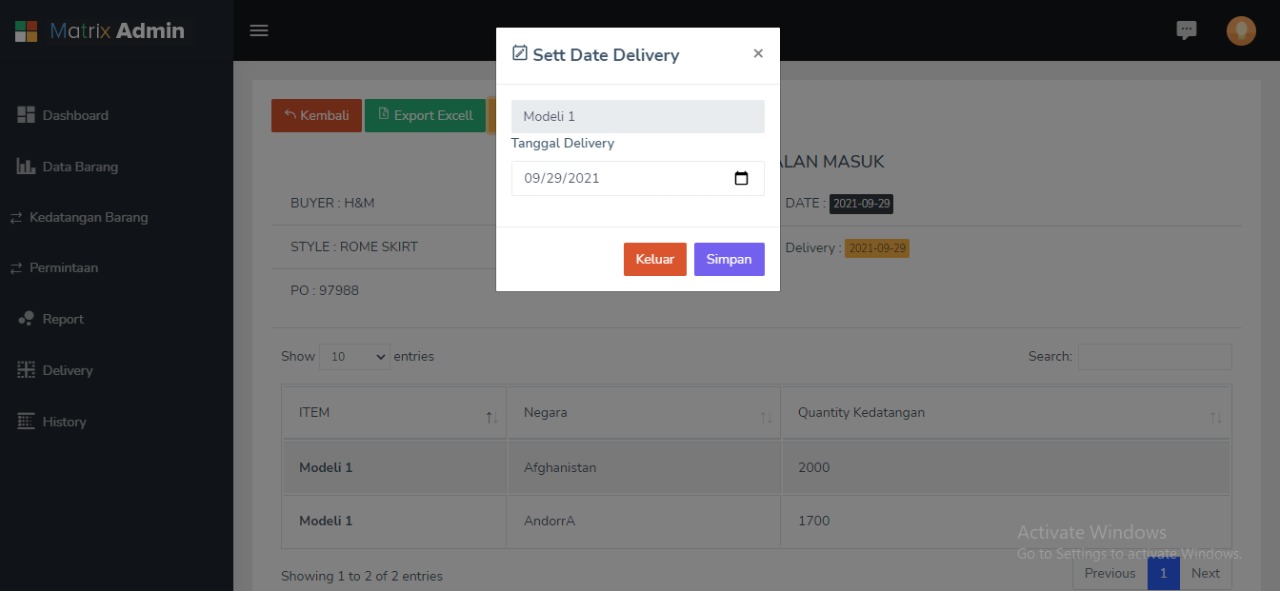 Matrix Admin
Dashboard
Data Barang
Kedatangan Barang
Permintaan
Report
Delivery
History
Sett Date Delivery
×
Modeli 1
Tanggal Delivery
09/29/2021
Keluar Simpan
Kembali Export Excell
ALAN MASUK
BUYER : H&M
DATE : 2021-09-29
STYLE : ROME SKIRT
Delivery : 2021-09-29
PO : 97988
Show 10 entries
Search:
ITEM Negara Quantity Kedatangan
Modeli 1 Afghanistan 2000
Modeli 1 AndorrA 1700
Activate Windows
Go to Settings to activate Windows.
Showing 1 to 2 of 2 entries
Previous 1 Next